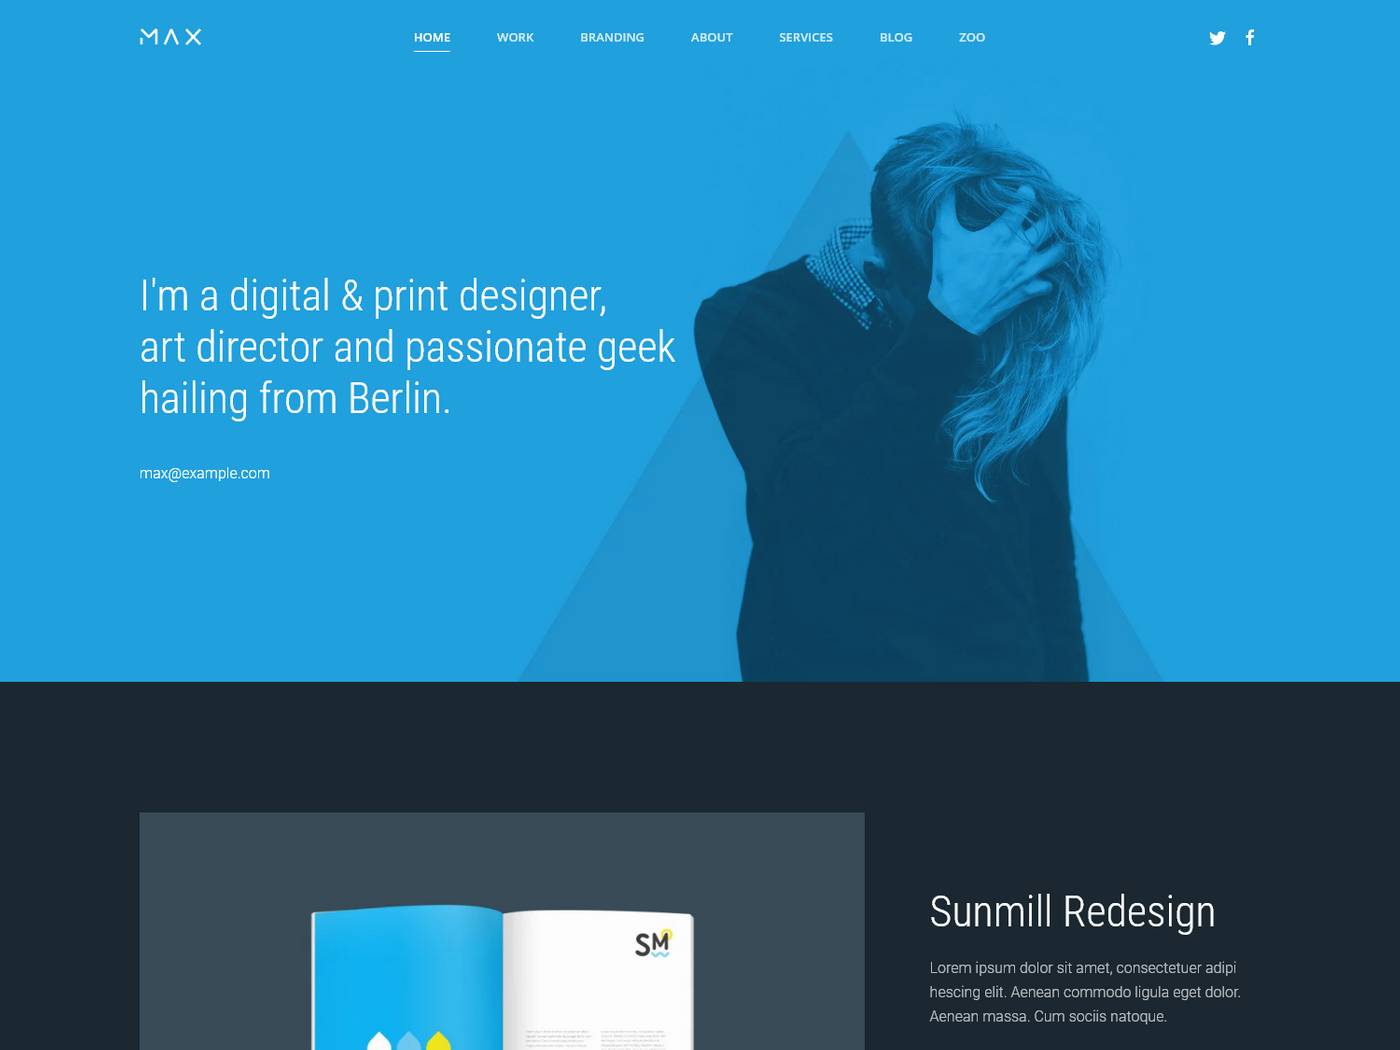 MAX
HOME WORK BRANDING ABOUT SERVICES BLOG ZOO
I'm a digital & print designer,
art director and passionate geek
hailing from Berlin.
max@example.com
SM
Sunmill Redesign
Lorem ipsum dolor sit amet, consectetuer adipi
hescing elit. Aenean commodo ligula eget dolor.
Aenean massa. Cum sociis natoque.